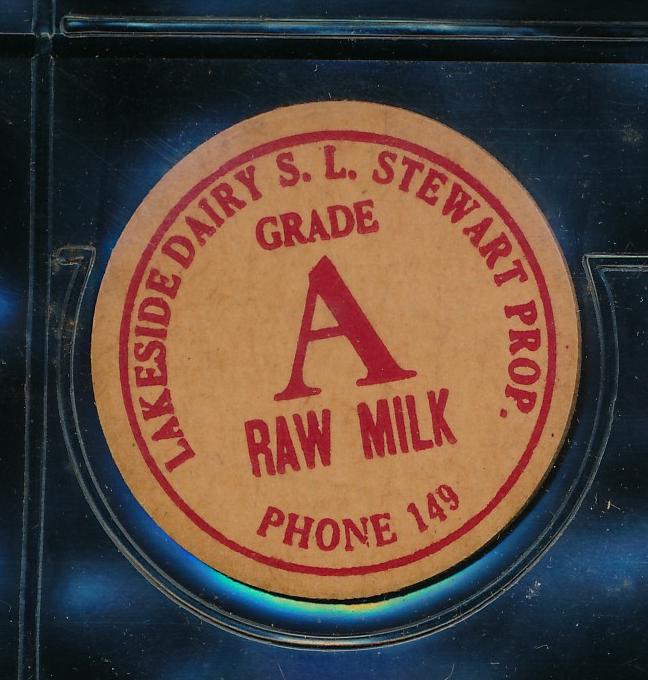 LAKESIDE DAIRY S. L. STEWART PROP.
GRADE
A
RAW MILK
PHONE 149